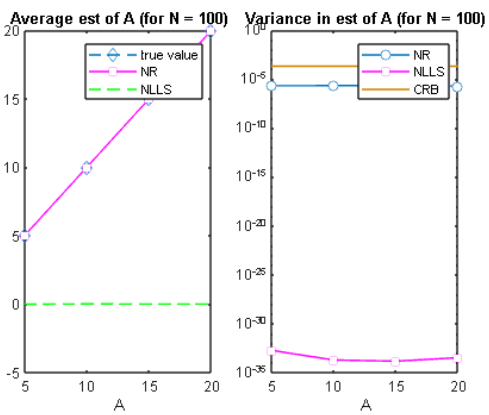 Average est of A (for N = 100)
20
15
10
5
0
-5
5
10
15
20
A
true value
NR
NLLS
Variance in est of A (for N = 100)
10^0
10^-5
10^-10
10^-15
10^-20
10^-25
10^-30
10^-35
5
10
15
20
A
NR
NLLS
CRB